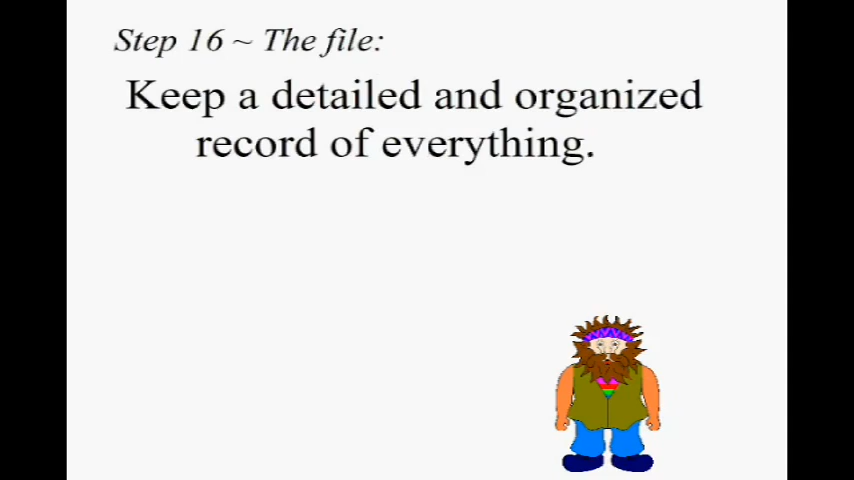 Step 16 ~ The file:
Keep a detailed and organized
record of everything.